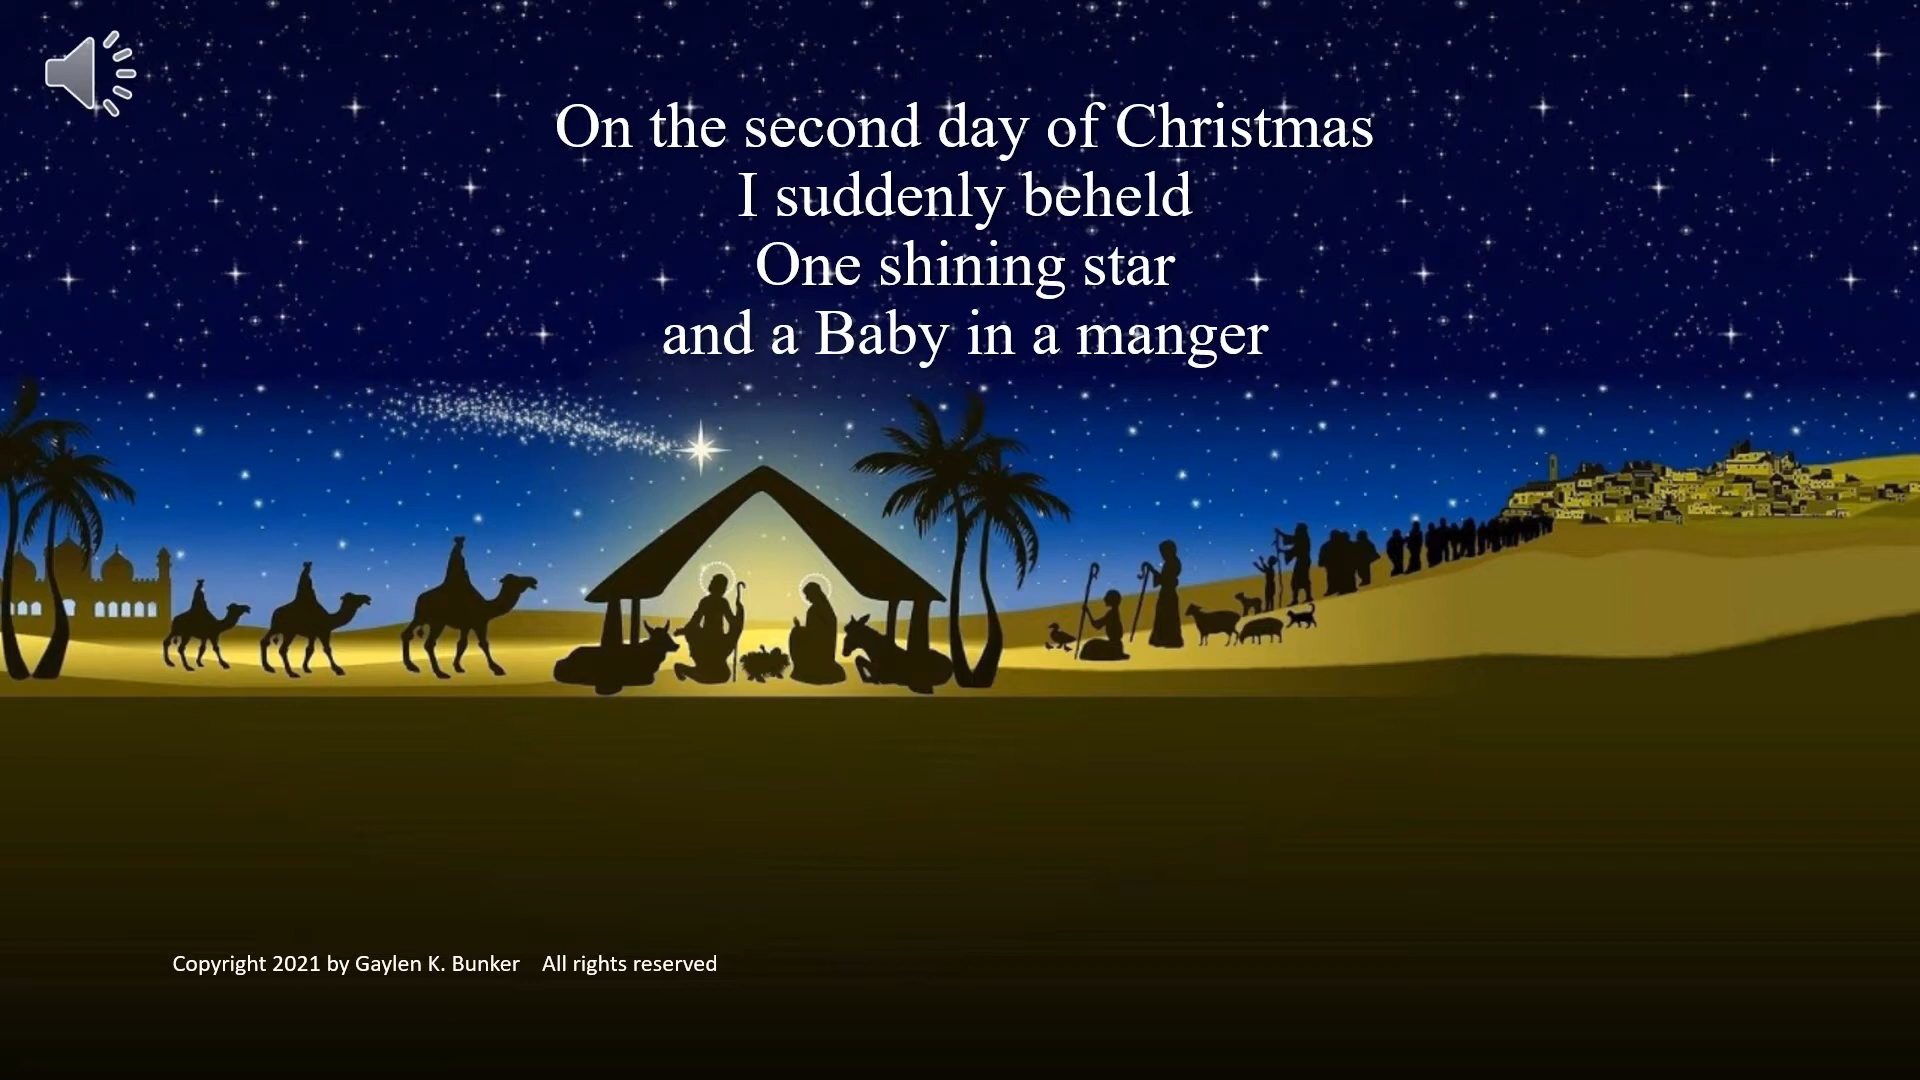 On the second day of Christmas
I suddenly beheld
One shining star
and a Baby in a manger
Copyright 2021 by Gaylen K. Bunker    All rights reserved